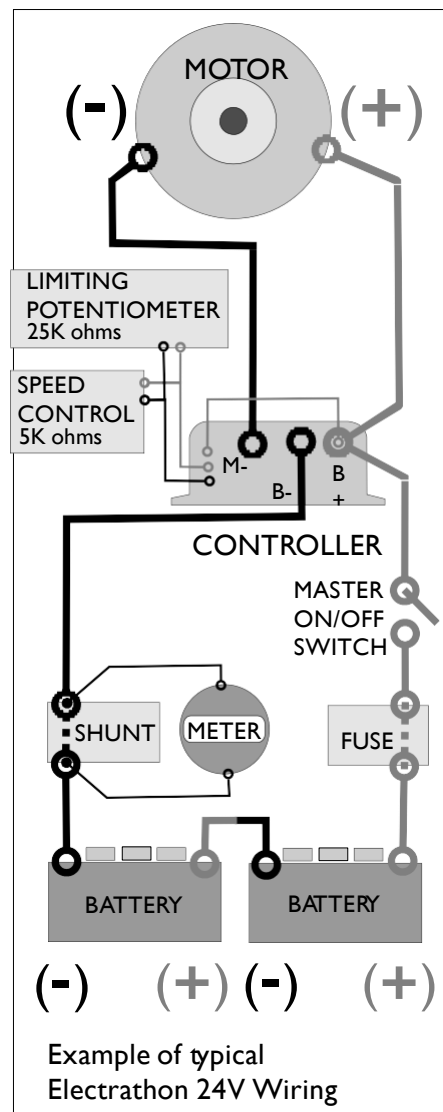 MOTOR
(-)
(+)
LIMITING
POTENTIOMETER
25K ohms
SPEED
CONTROL
5K ohms
M-
B-
B
+
CONTROLLER
MASTER
ON/OFF
SWITCH
SHUNT
METER
FUSE
BATTERY
BATTERY
(-) (+) (-) (+)
Example of typical
Electrathon 24V Wiring